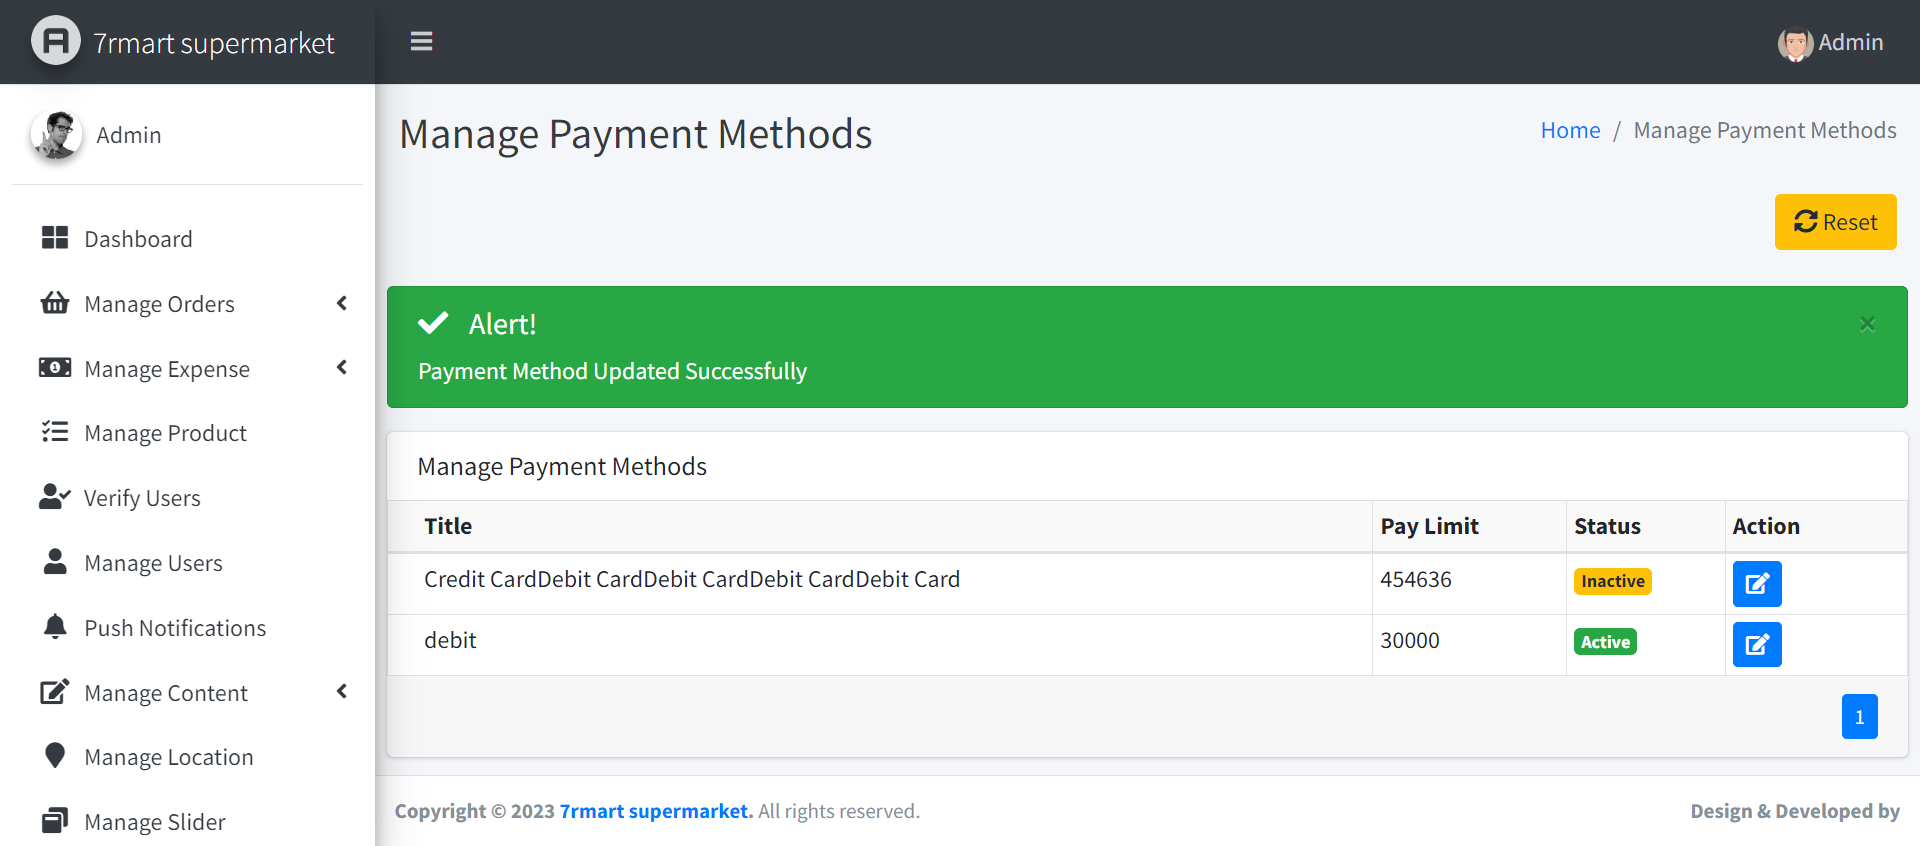 7rmart supermarket
Admin
Admin
Dashboard
Manage Orders
Manage Expense
Manage Product
Verify Users
Manage Users
Push Notifications
Manage Content
Manage Location
Manage Slider
Manage Payment Methods
Home / Manage Payment Methods
Reset
Alert!
×
Payment Method Updated Successfully
Manage Payment Methods
Title Pay Limit Status Action
Credit CardDebit CardDebit CardDebit CardDebit Card 454636 Inactive
debit 30000 Active
1
Copyright © 2023 7rmart supermarket. All rights reserved.
Design & Developed by